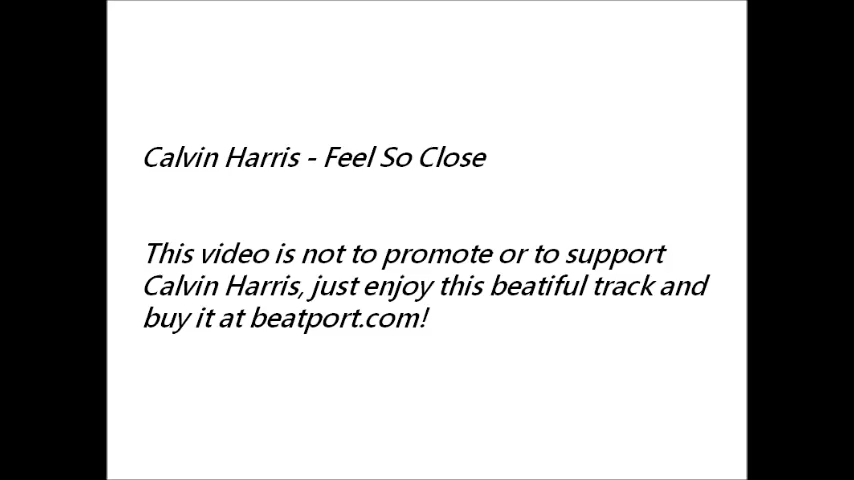 Calvin Harris - Feel So Close
This video is not to promote or to support
Calvin Harris, just enjoy this beatiful track and
buy it at beatport.com!